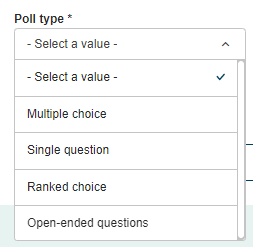 Poll type *
- Select a value -
- Select a value -
Multiple choice
Single question
Ranked choice
Open-ended questions